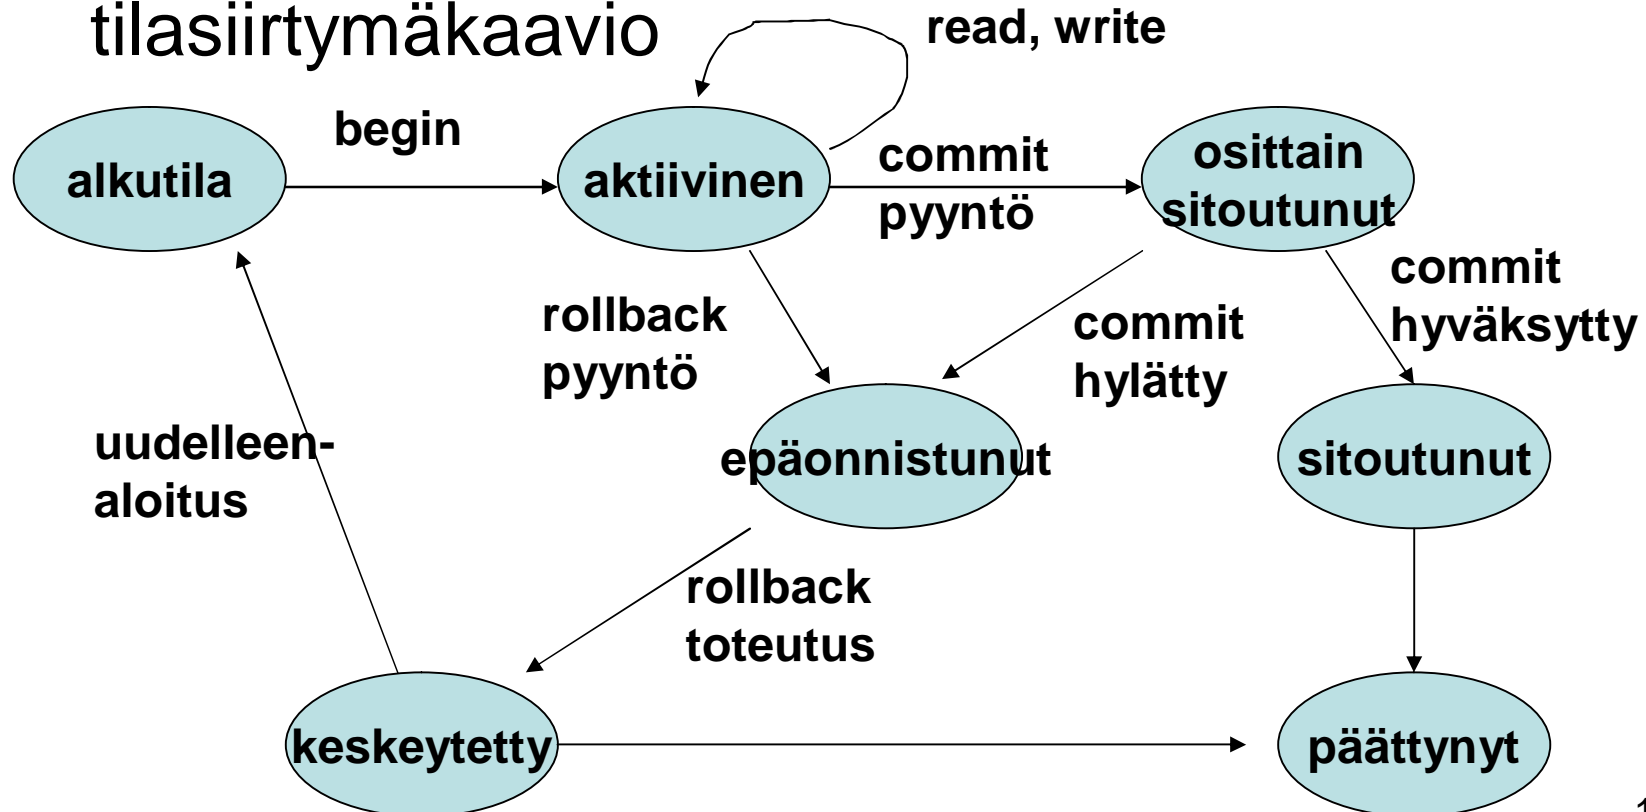 tilasiirtymäkaavio
read, write
begin
alkutila
aktiivinen
commit
pyyntö
osittain
sitoutunut
rollback
pyyntö
commit
hylätty
commit
hyväksytty
uudelleen-
aloitus
epäonnistunut
sitoutunut
rollback
toteutus
keskeytetty
päättynyt